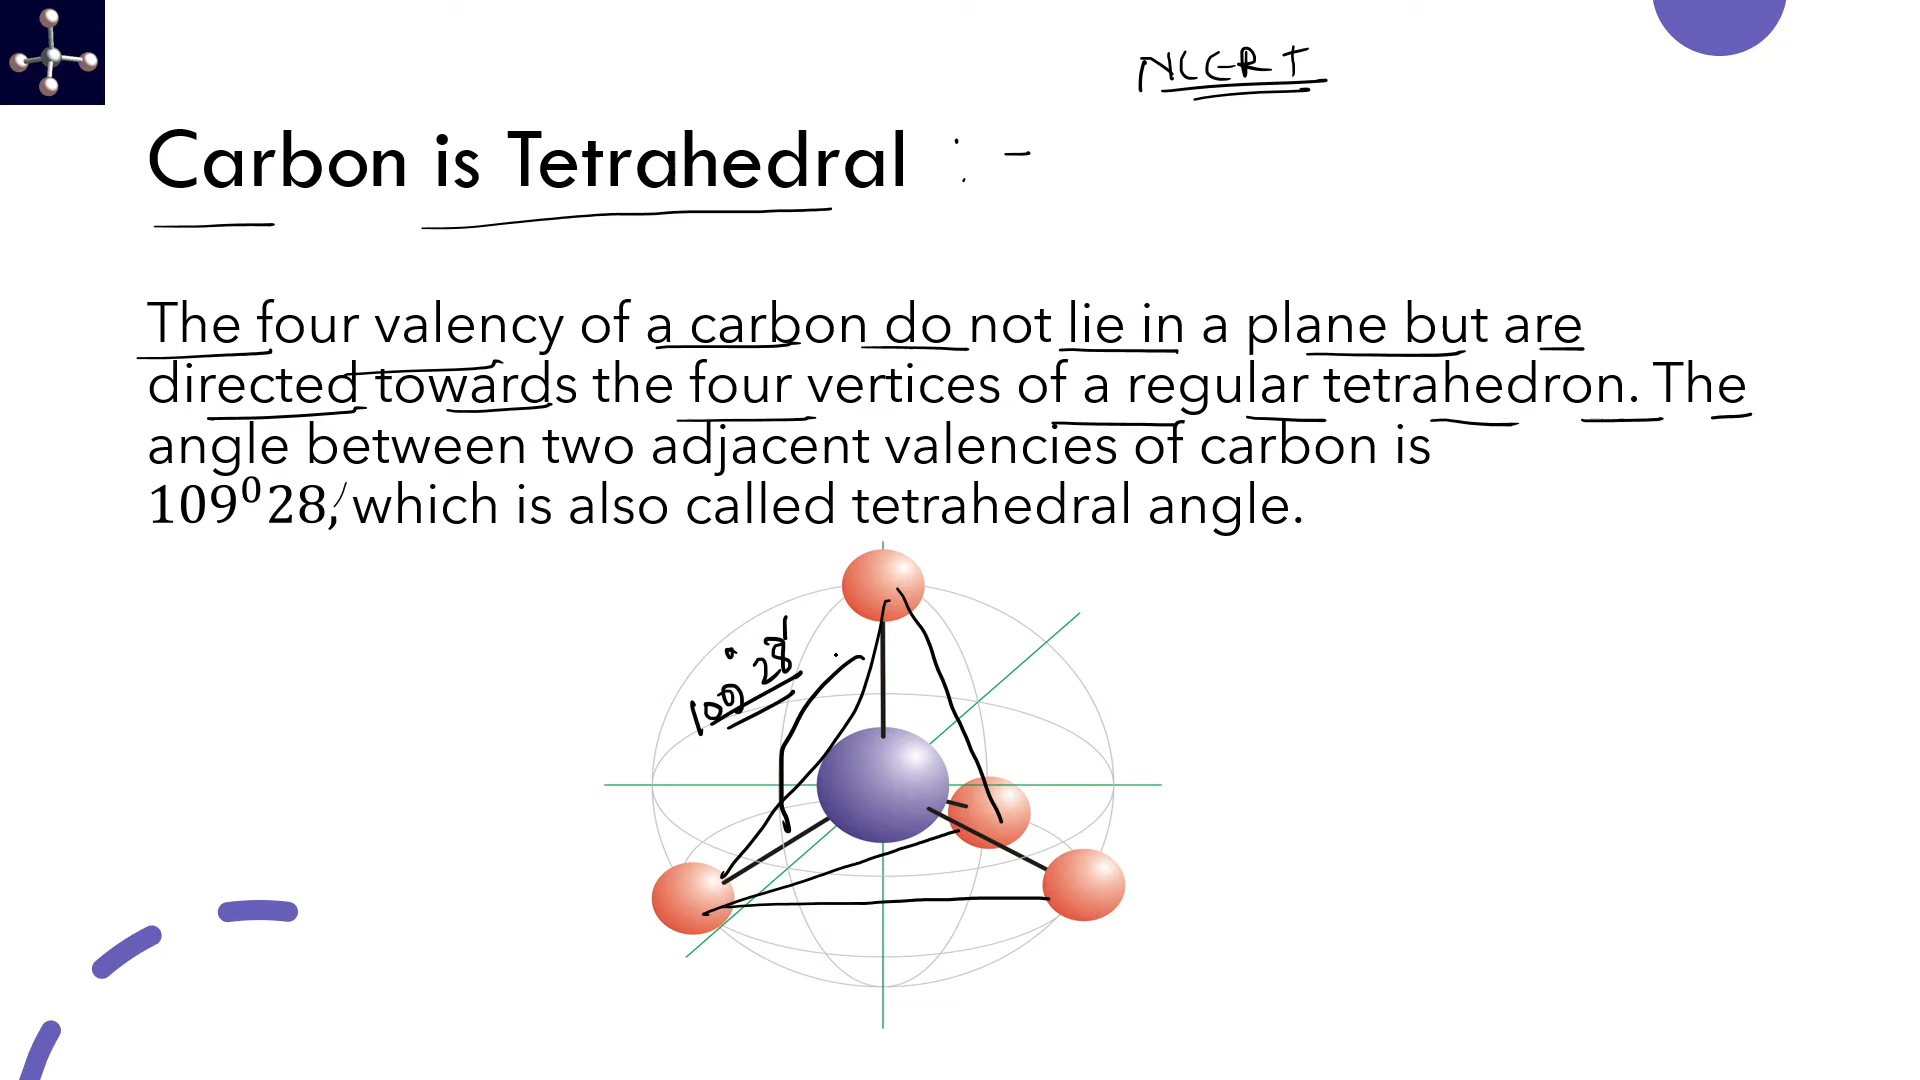 NCERT
Carbon is Tetrahedral :-
The four valency of a carbon do not lie in a plane but are
directed towards the four vertices of a regular tetrahedron. The
angle between two adjacent valencies of carbon is
109⁰28,′ which is also called tetrahedral angle.
109° 28′